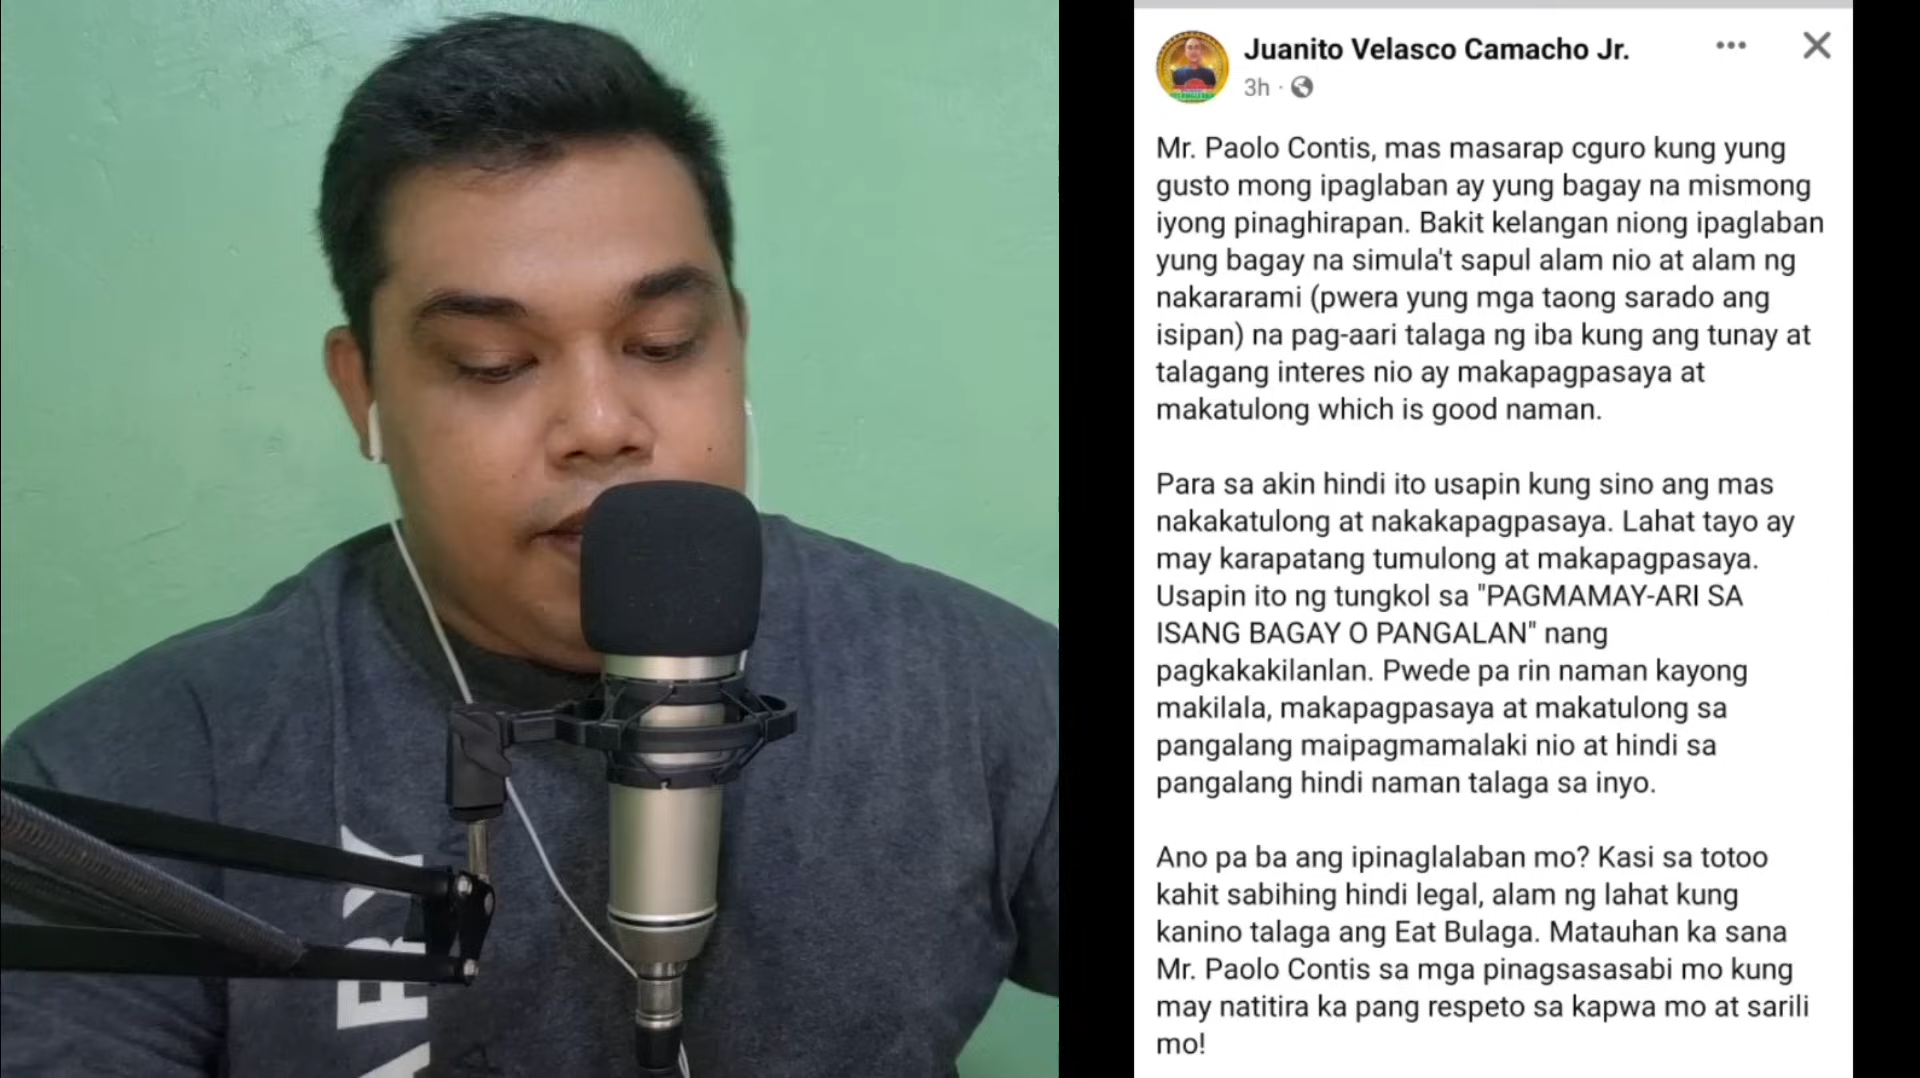 Juanito Velasco Camacho Jr.
3h
Mr. Paolo Contis, mas masarap cguro kung yung
gusto mong ipaglaban ay yung bagay na mismong
iyong pinaghirapan. Bakit kelangan niong ipaglaban
yung bagay na simula't sapul alam nio at alam ng
nakararami (pwera yung mga taong sarado ang
isipan) na pag-aari talaga ng iba kung ang tunay at
talagang interes nio ay makapagpasaya at
makatulong which is good naman.
Para sa akin hindi ito usapin kung sino ang mas
nakakatulong at nakakapagpasaya. Lahat tayo ay
may karapatang tumulong at makapagpasaya.
Usapin ito ng tungkol sa "PAGMAMAY-ARI SA
ISANG BAGAY O PANGALAN" nang
pagkakakilanlan. Pwede pa rin naman kayong
makilala, makapagpasaya at makatulong sa
pangalang maipagmamalaki nio at hindi sa
pangalang hindi naman talaga sa inyo.
Ano pa ba ang ipinaglalaban mo? Kasi sa totoo
kahit sabihing hindi legal, alam ng lahat kung
kanino talaga ang Eat Bulaga. Matauhan ka sana
Mr. Paolo Contis sa mga pinagsasasabi mo kung
may natitira ka pang respeto sa kapwa mo at sarili
mo!